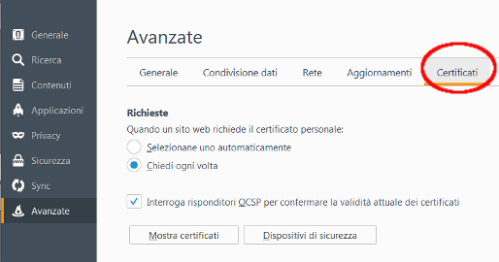 Generale
Ricerca
Contenuti
Applicazioni
Privacy
Sicurezza
Sync
Avanzate
Avanzate
Generale Condivisione dati Rete Aggiornamenti Certificati
Richieste
Quando un sito web richiede il certificato personale:
Selezionane uno automaticamente
Chiedi ogni volta
Interroga risponditori OCSP per confermare la validità attuale dei certificati
Mostra certificati Dispositivi di sicurezza